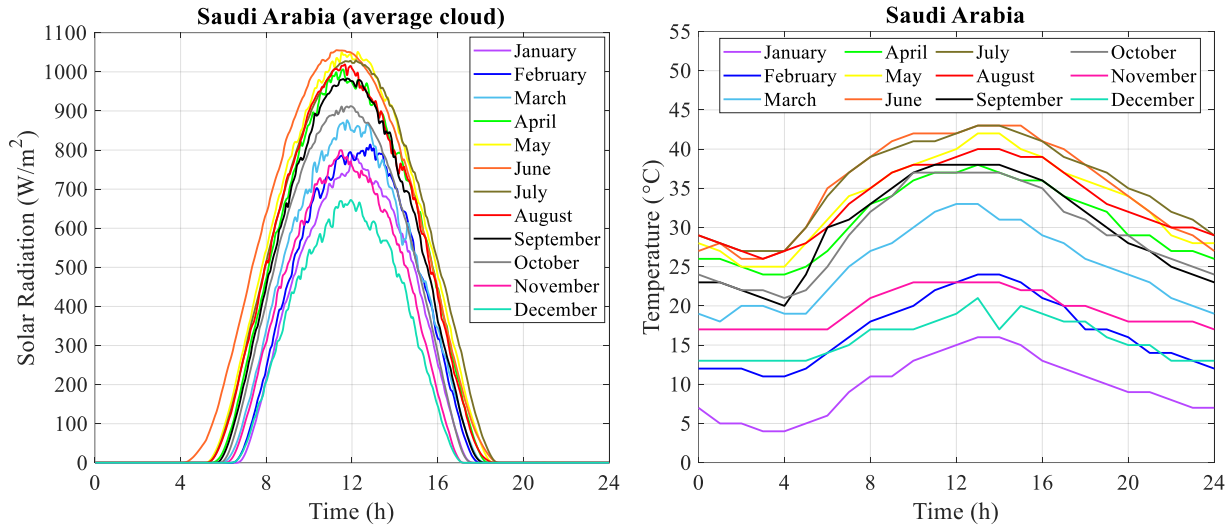 Saudi Arabia (average cloud)
Solar Radiation (W/m²)
1100
1000
900
800
700
600
500
400
300
200
100
0
0 4 8 12 16 20 24
Time (h)
January
February
March
April
May
June
July
August
September
October
November
December
Saudi Arabia
Temperature (°C)
55
50
45
40
35
30
25
20
15
10
5
0
0 4 8 12 16 20 24
Time (h)
January April July October
February May August November
March June September December